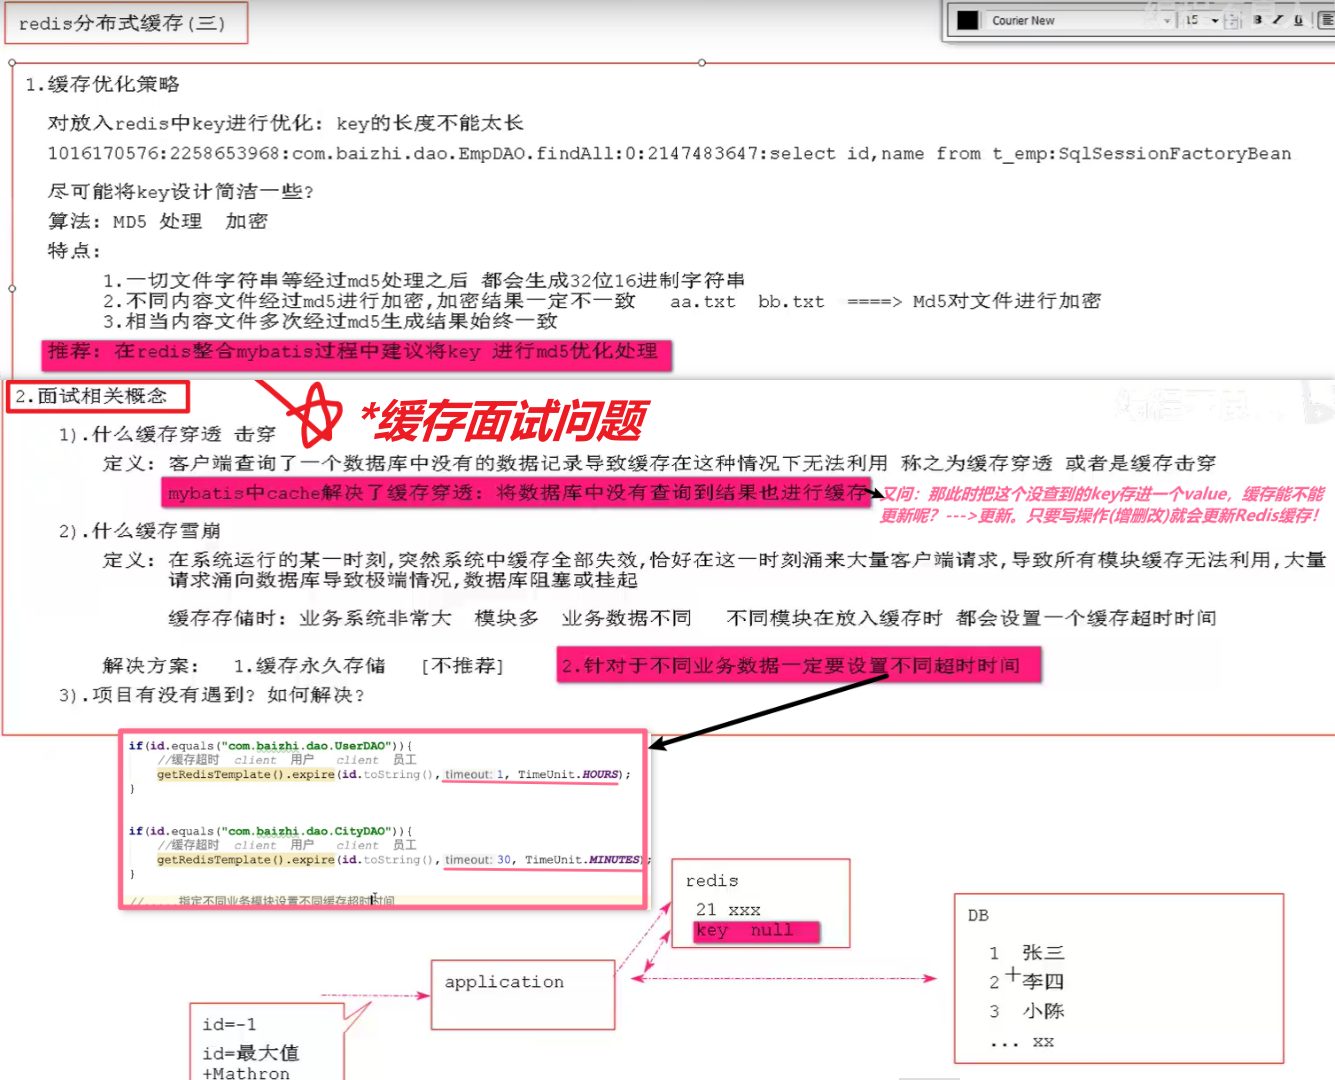 redis分布式缓存(三)
Courier New
15
B I U
1.缓存优化策略
对放入redis中key进行优化: key的长度不能太长
1016170576:2258653968:com.baizhi.dao.EmpDAO.findAll:0:2147483647:select id,name from t_emp:SqlSessionFactoryBean
尽可能将key设计简洁一些?
算法: MD5 处理 加密
特点:
1.一切文件字符串等经过md5处理之后 都会生成32位16进制字符串
2.不同内容文件经过md5进行加密,加密结果一定不一致 aa.txt bb.txt ====> Md5对文件进行加密
3.相当内容文件多次经过md5生成结果始终一致
推荐: 在redis整合mybatis过程中建议将key 进行md5优化处理
2.面试相关概念
*缓存面试问题
1).什么缓存穿透 击穿
定义: 客户端查询了一个数据库中没有的数据记录导致缓存在这种情况下无法利用 称之为缓存穿透 或者是缓存击穿
mybatis中cache解决了缓存穿透: 将数据库中没有查询到结果也进行缓存
又问: 那此时把这个没查到的key存进一个value, 缓存能不能
更新呢? --->更新。只要写操作(增删改)就会更新Redis缓存!
2).什么缓存雪崩
定义: 在系统运行的某一时刻,突然系统中缓存全部失效,恰好在这一时刻涌来大量客户端请求,导致所有模块缓存无法利用,大量
请求涌向数据库导致极端情况,数据库阻塞或挂起
缓存存储时: 业务系统非常大 模块多 业务数据不同 不同模块在放入缓存时 都会设置一个缓存超时时间
解决方案: 1.缓存永久存储 [不推荐] 2.针对于不同业务数据一定要设置不同超时时间
3).项目有没有遇到? 如何解决?
if(id.equals("com.baizhi.dao.UserDAO")){
//缓存超时 client 用户 client 员工
getRedisTemplate().expire(id.toString(), timeout: 1, TimeUnit.HOURS);
}
if(id.equals("com.baizhi.dao.CityDAO")){
//缓存超时 client 用户 client 员工
getRedisTemplate().expire(id.toString(), timeout: 30, TimeUnit.MINUTES);
}
//.....指定不同业务模块设置不同缓存超时时间
redis
21 xxx
key null
DB
1 张三
2 李四
3 小陈
... xx
application
id=-1
id=最大值
+Mathron